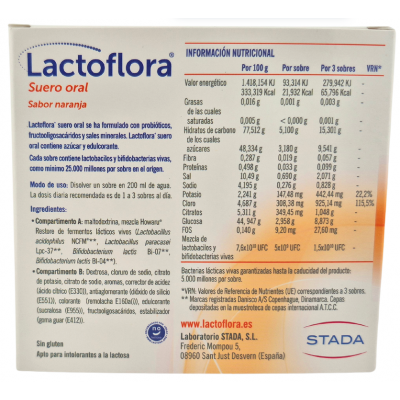 Lactoflora®
Suero oral
Sabor naranja
Lactoflora® suero oral se ha formulado con probióticos,
fructooligosacáridos y sales minerales. Lactoflora® suero
oral contiene azúcar y edulcorante.
Cada sobre contiene lactobacilos y bifidobacterias vivas,
como mínimo 25.000 millones por sobre en el origen.
Modo de uso: Disolver un sobre en 200 ml de agua.
La dosis diaria recomendada es de 1 a 3 sobres al día.
Ingredientes:
• Compartimento A: maltodextrina, mezcla Howaru®
Restore de fermentos lácticos vivos (Lactobacillus
acidophilus NCFM®**, Lactobacillus paracasei
Lpc-37**, Bifidobacterium lactis Bi-07**,
Bifidobacterium lactis Bl-04**).
• Compartimento B: Dextrosa, cloruro de sodio, citrato
de potasio, citrato de sodio, aromas, corrector de acidez
(ácido cítrico (E330)), antiaglomerante (dióxido de silicio
(E551)), colorante (remolacha E160a(i)), edulcorante
(sucralosa (E955)), fructooligosacáridos, estabilizador
(goma guar (E412)).
Sin gluten
Apto para intolerantes a la lactosa
INFORMACIÓN NUTRICIONAL
Por 100 g Por sobre Por 3 sobres VRN*
Valor energético 1.418,154 KJ 93,314 KJ 279,942 KJ
333,319 Kcal 21,932 Kcal 65,796 Kcal
Grasas 0,016 g < 0,001 g < 0,003 g
de las cuales
saturadas 0,005 g < 0,000 g < 0,001 g
Hidratos de carbono 77,512 g 5,100 g 15,301 g
de los cuales
azúcares 48,334 g 3,180 g 9,541 g
Fibra 0,287 g 0,019 g 0,057 g
Proteínas 0,498 g 0,033 g 0,099 g
Sal 10,49 g 0,690 g 2,071 g
Sodio 4,195 g 0,276 g 0,828 g
Potasio 2,241 g 147,48 mg 442,44 mg 22,2%
Cloro 4,687 g 308,38 mg 925,14 mg 115,5%
Citratos 5,311 g 349,45 mg 1,048 g
Glucosa 44,947 g 2,958 g 8,873 g
FOS 0,140 g 9,20 mg 27,60 mg
Mezcla de
lactobacilos y 7,6x10¹⁰ UFC 5x10⁹ UFC 1,5x10¹⁰ UFC
bifidobacterias vivas
Bacterias lácticas vivas garantizadas hasta la caducidad del producto:
5.000 millones por sobre.
*VRN: Valores de Referencia de Nutrientes (UE) correspondientes a 3 sobres.
** Marcas registradas Danisco A/S Copenhague, Dinamarca. Cepas
depositadas en la muestroteca de cepas internacional A.T.C.C.
www.lactoflora.es
Laboratorio STADA, S.L.
Frederic Mompou 5,
08960 Sant Just Desvern (España)
STADA